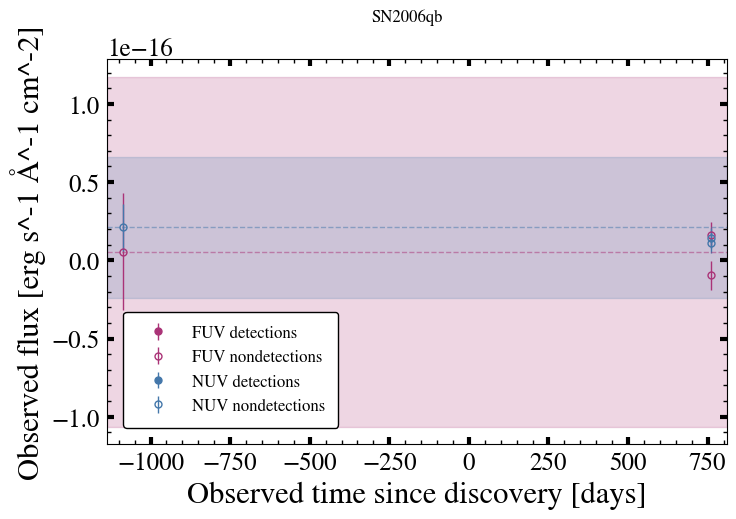 SN2006qb
1e−16
Observed flux [erg s^-1 Å^-1 cm^-2]
1.0
0.5
0.0
−0.5
−1.0
FUV detections
FUV nondetections
NUV detections
NUV nondetections
−1000 −750 −500 −250 0 250 500 750
Observed time since discovery [days]